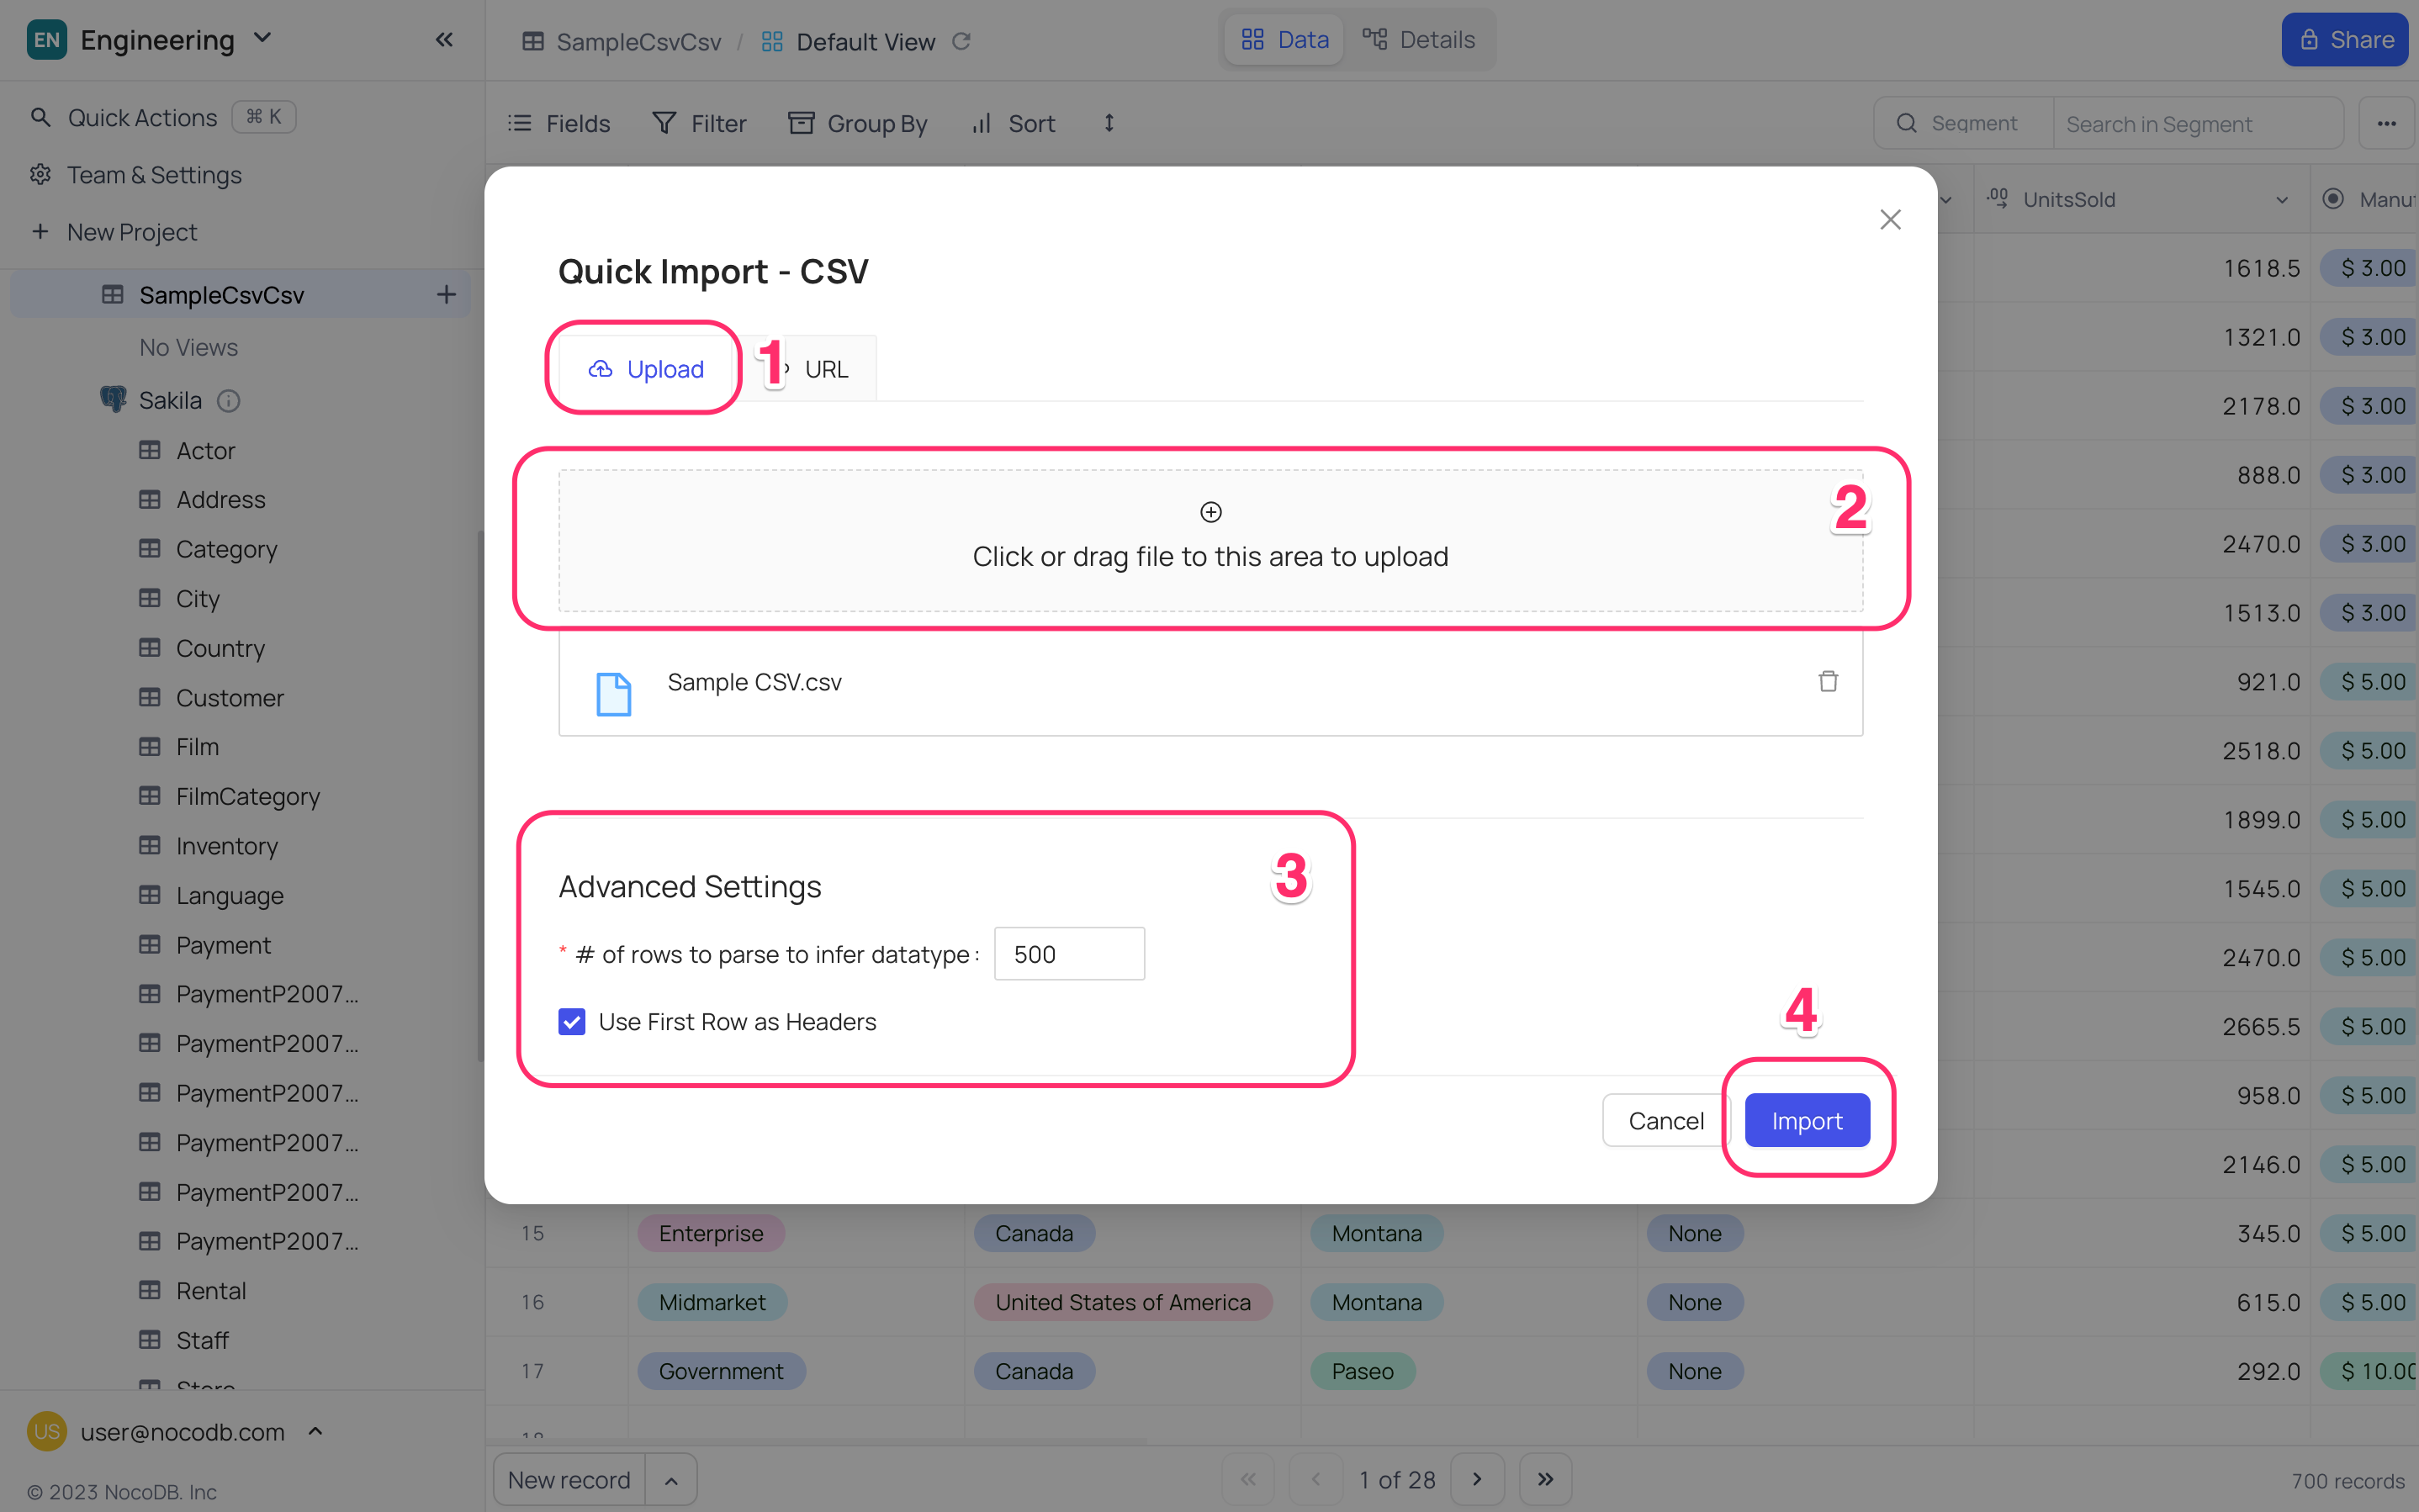 EN Engineering
SampleCsvCsv / Default View
Data Details
Share
Quick Actions ⌘ K
Team & Settings
New Project
Fields Filter Group By Sort
Segment Search in Segment
SampleCsvCsv
No Views
Sakila
Actor
Address
Category
City
Country
Customer
Film
FilmCategory
Inventory
Language
Payment
PaymentP2007...
PaymentP2007...
PaymentP2007...
PaymentP2007...
PaymentP2007...
PaymentP2007...
Rental
Staff
Store
US user@nocodb.com
© 2023 NocoDB. Inc
Quick Import - CSV
Upload 1 URL
2
Click or drag file to this area to upload
Sample CSV.csv
3
Advanced Settings
* # of rows to parse to infer datatype : 500
Use First Row as Headers
4
Cancel Import
UnitsSold
1618.5 $ 3.00
1321.0 $ 3.00
2178.0 $ 3.00
888.0 $ 3.00
2470.0 $ 3.00
1513.0 $ 3.00
921.0 $ 5.00
2518.0 $ 5.00
1899.0 $ 5.00
1545.0 $ 5.00
2470.0 $ 5.00
2665.5 $ 5.00
958.0 $ 5.00
2146.0 $ 5.00
15 Enterprise Canada Montana None 345.0 $ 5.00
16 Midmarket United States of America Montana None 615.0 $ 5.00
17 Government Canada Paseo None 292.0 $ 10.00
18
New record
1 of 28
700 records